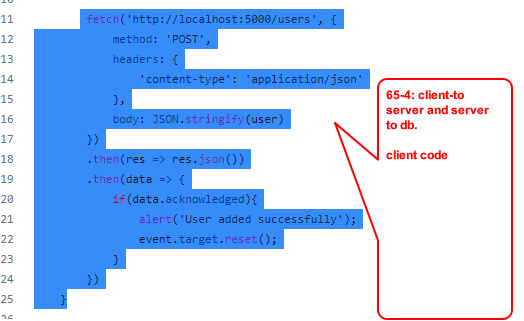 11 fetch('http://localhost:5000/users', {
12 method: 'POST',
13 headers: {
14 'content-type': 'application/json'
15 },
16 body: JSON.stringify(user)
17 })
18 .then(res => res.json())
19 .then(data => {
20 if(data.acknowledged){
21 alert('User added successfully');
22 event.target.reset();
23 }
24 })
25 }
65-4: client-to
server and server
to db.
client code